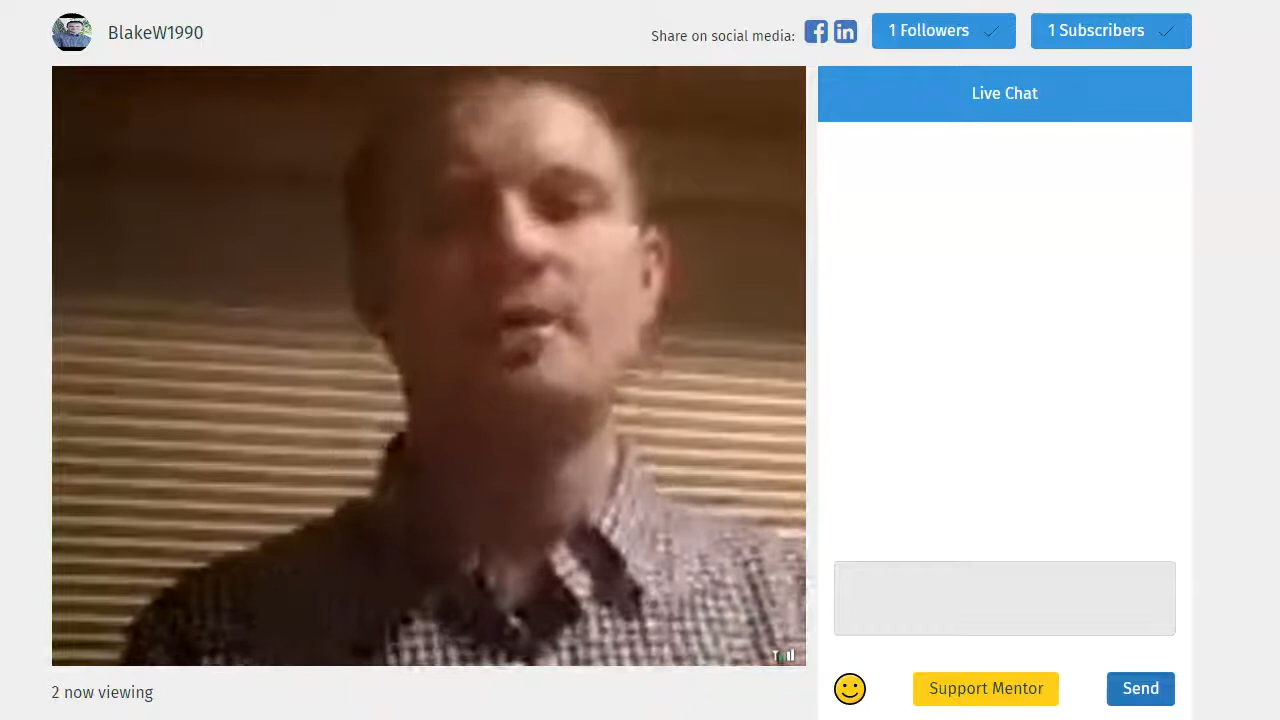 BlakeW1990
Share on social media:
1 Followers
1 Subscribers
Live Chat
2 now viewing
Support Mentor
Send